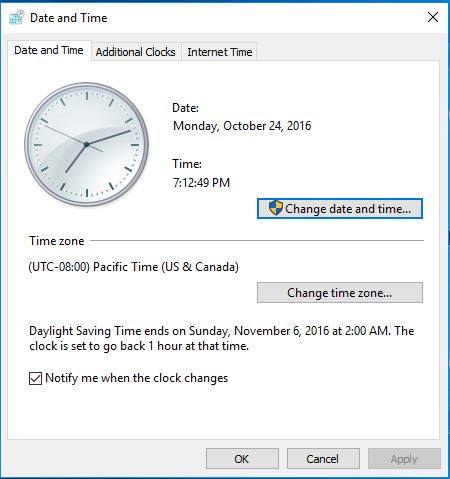 Date and Time
Date and Time
Additional Clocks
Internet Time
Date:
Monday, October 24, 2016
Time:
7:12:49 PM
Change date and time...
Time zone
(UTC-08:00) Pacific Time (US & Canada)
Change time zone...
Daylight Saving Time ends on Sunday, November 6, 2016 at 2:00 AM. The
clock is set to go back 1 hour at that time.
Notify me when the clock changes
OK
Cancel
Apply